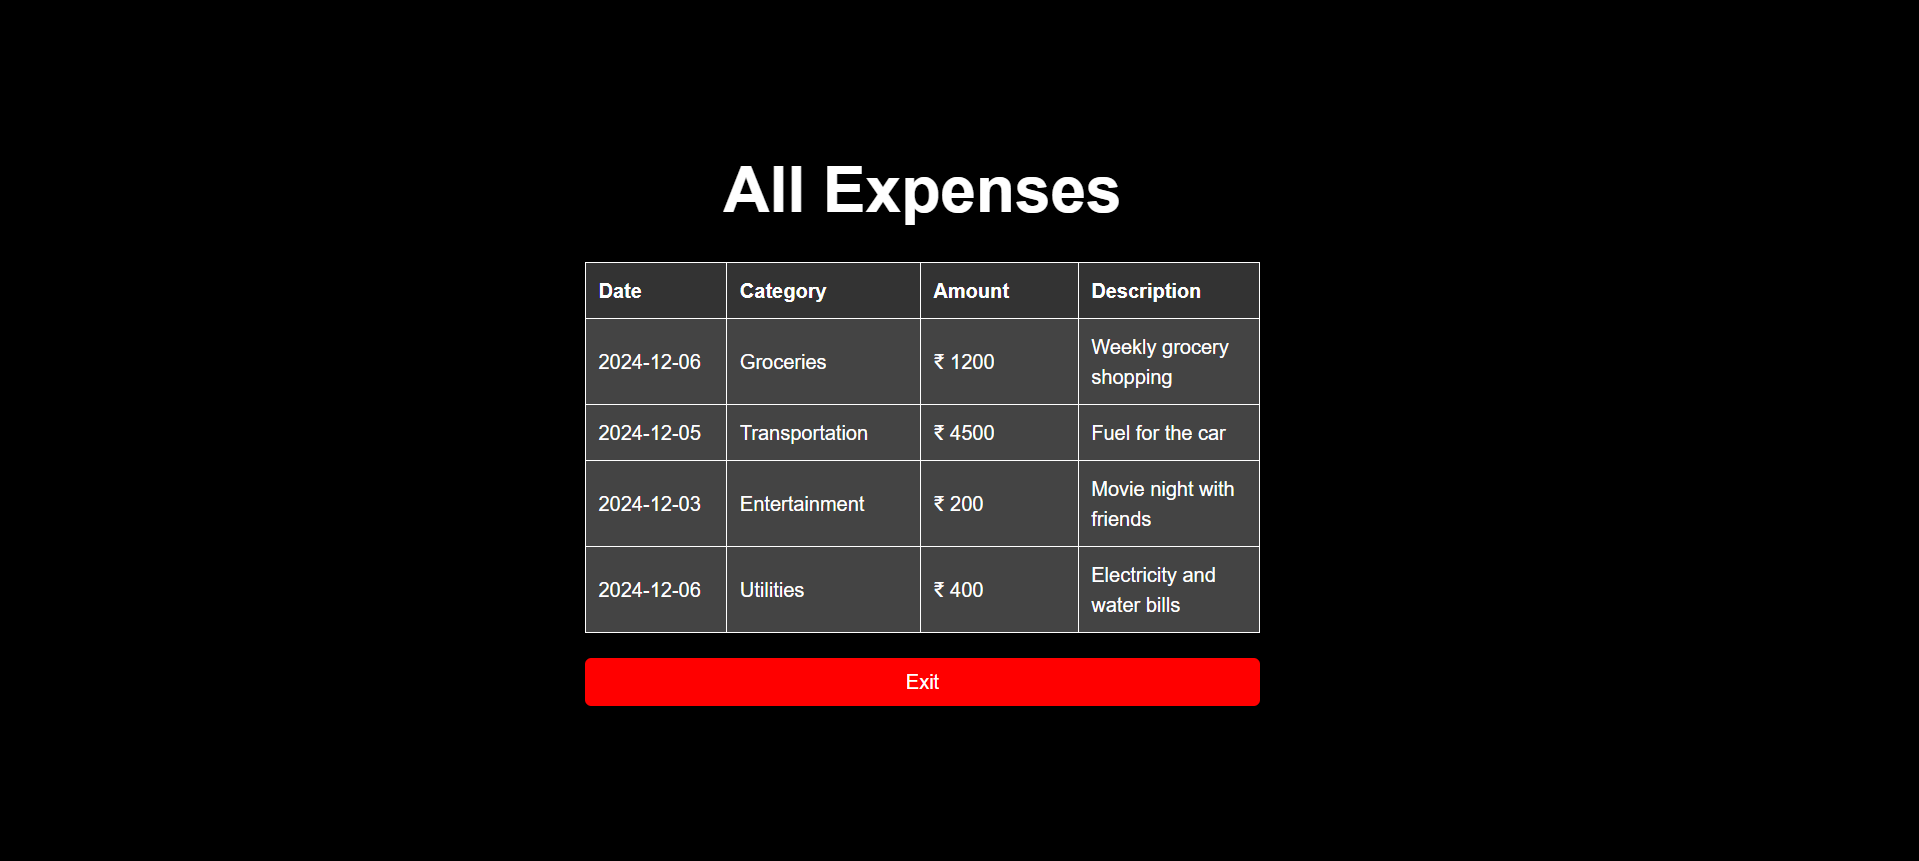 All Expenses
Date Category Amount Description
2024-12-06 Groceries ₹ 1200 Weekly grocery
shopping
2024-12-05 Transportation ₹ 4500 Fuel for the car
2024-12-03 Entertainment ₹ 200 Movie night with
friends
2024-12-06 Utilities ₹ 400 Electricity and
water bills
Exit